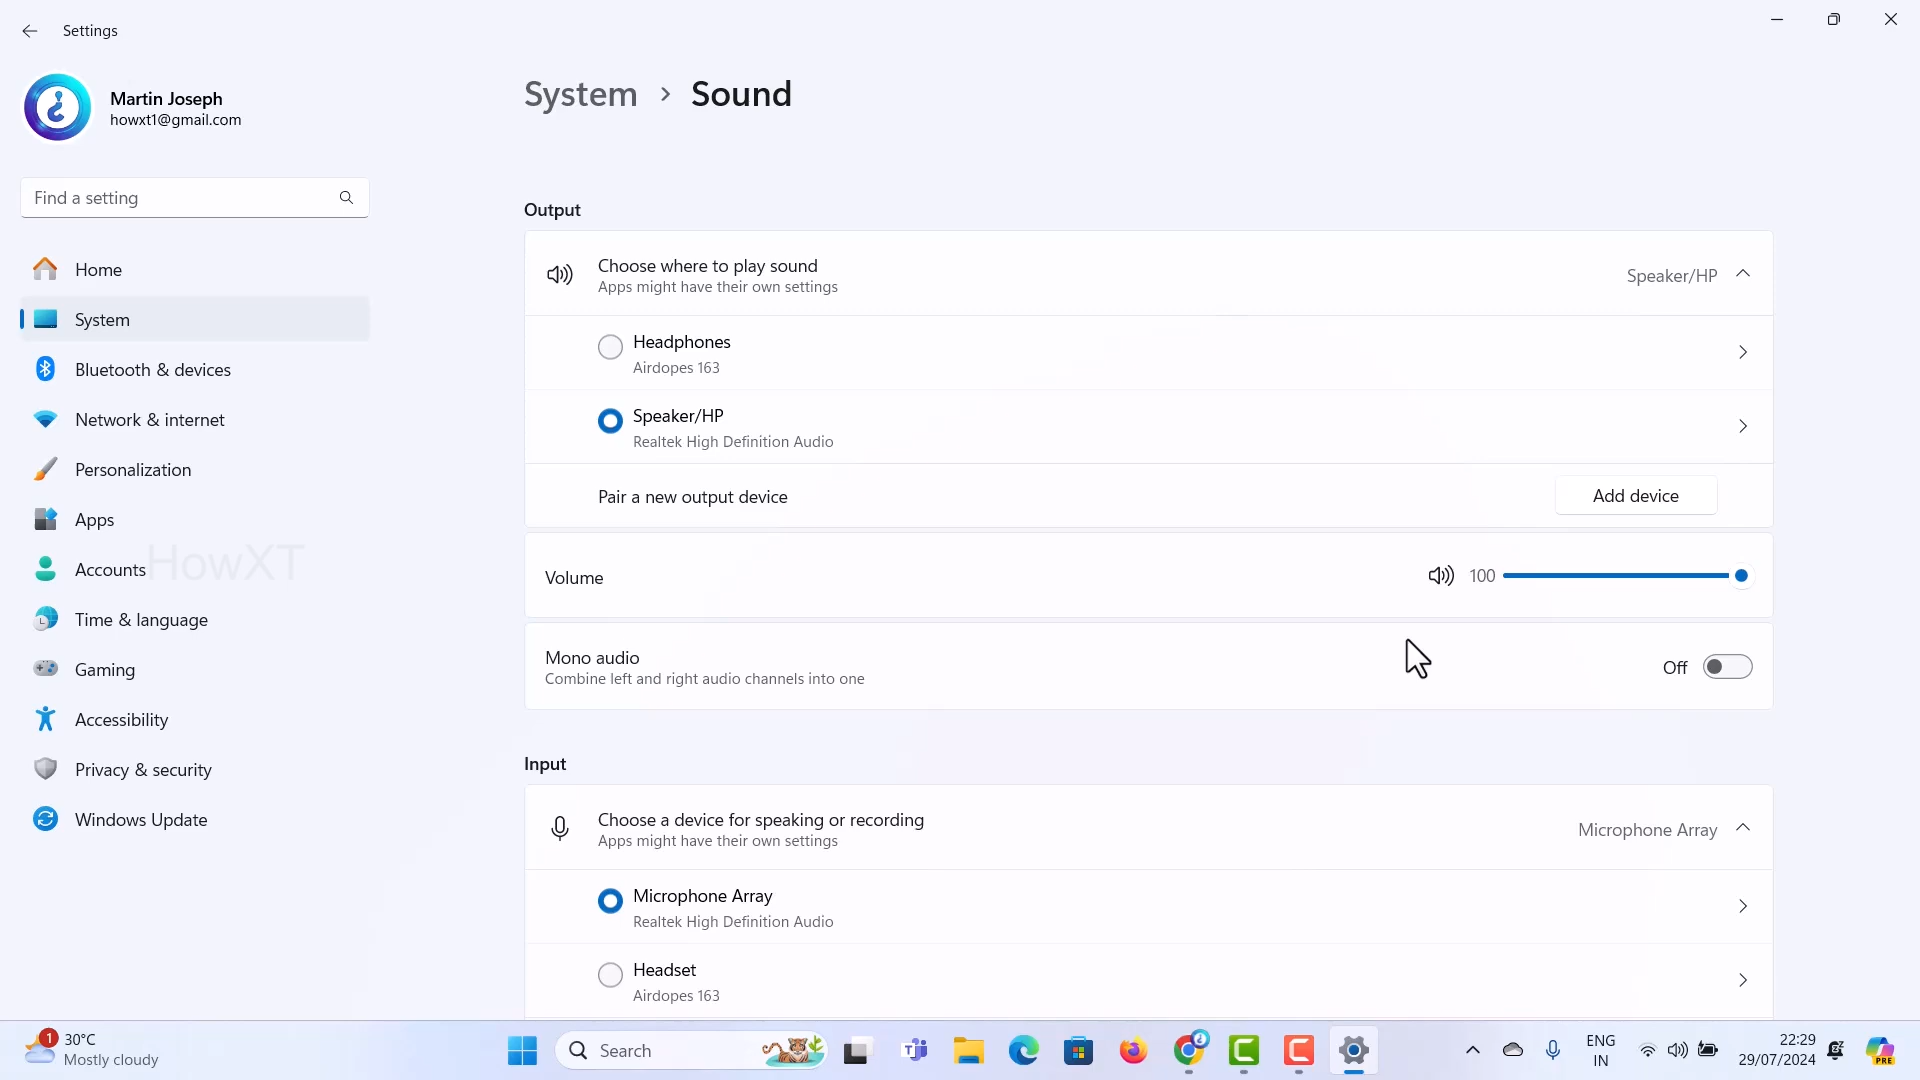 Settings
Martin Joseph
howxt1@gmail.com
Find a setting
Home
System
Bluetooth & devices
Network & internet
Personalization
Apps
Accounts
HowXT
Time & language
Gaming
Accessibility
Privacy & security
Windows Update
System > Sound
Output
Choose where to play sound
Apps might have their own settings
Speaker/HP
Headphones
Airdopes 163
Speaker/HP
Realtek High Definition Audio
Pair a new output device
Add device
Volume
100
Mono audio
Combine left and right audio channels into one
Off
Input
Choose a device for speaking or recording
Apps might have their own settings
Microphone Array
Microphone Array
Realtek High Definition Audio
Headset
Airdopes 163
1
30°C
Mostly cloudy
Search
ENG
IN
22:29
29/07/2024
PRE